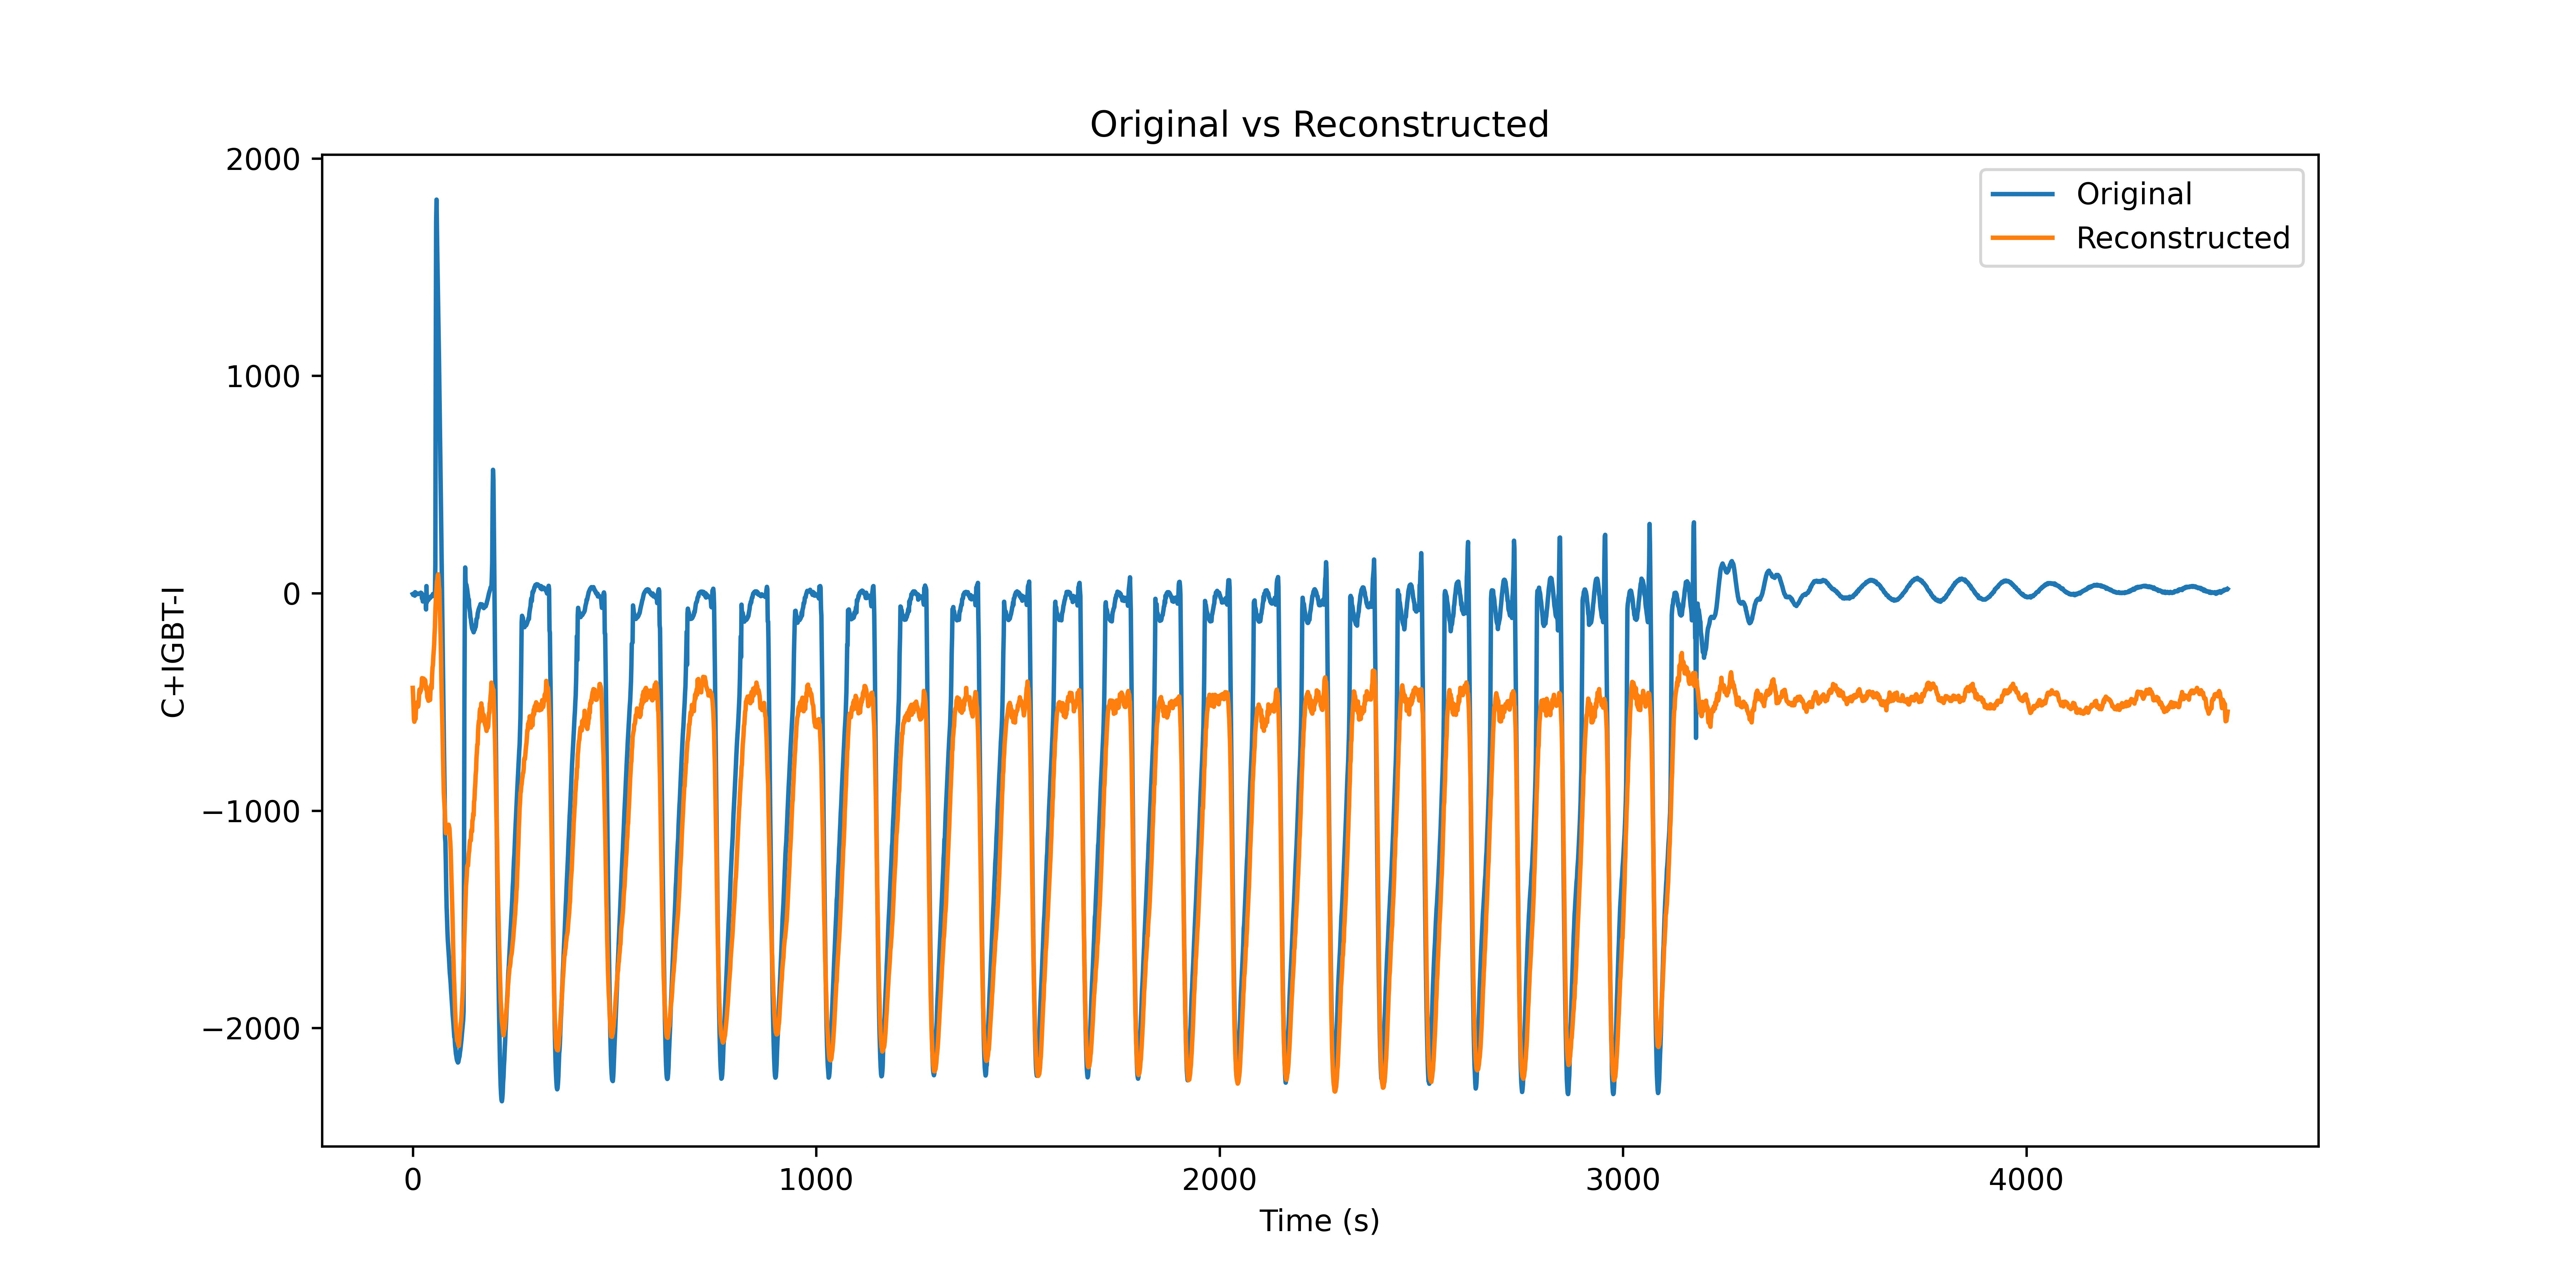 Original vs Reconstructed
Original
Reconstructed
C+IGBT-I
2000
1000
0
−1000
−2000
0
1000
2000
3000
4000
Time (s)